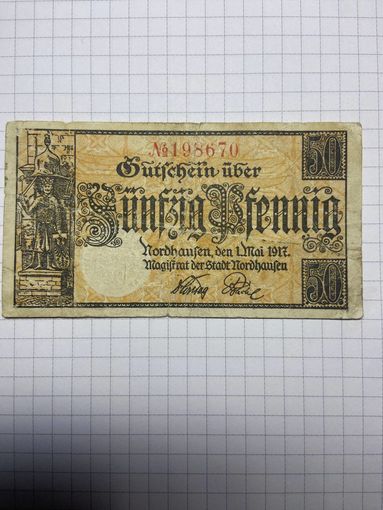 №198670
50
Gutschein über
Fünfzig Pfennig
Nordhausen, den 1. Mai 1917.
Magistrat der Stadt Nordhausen
50